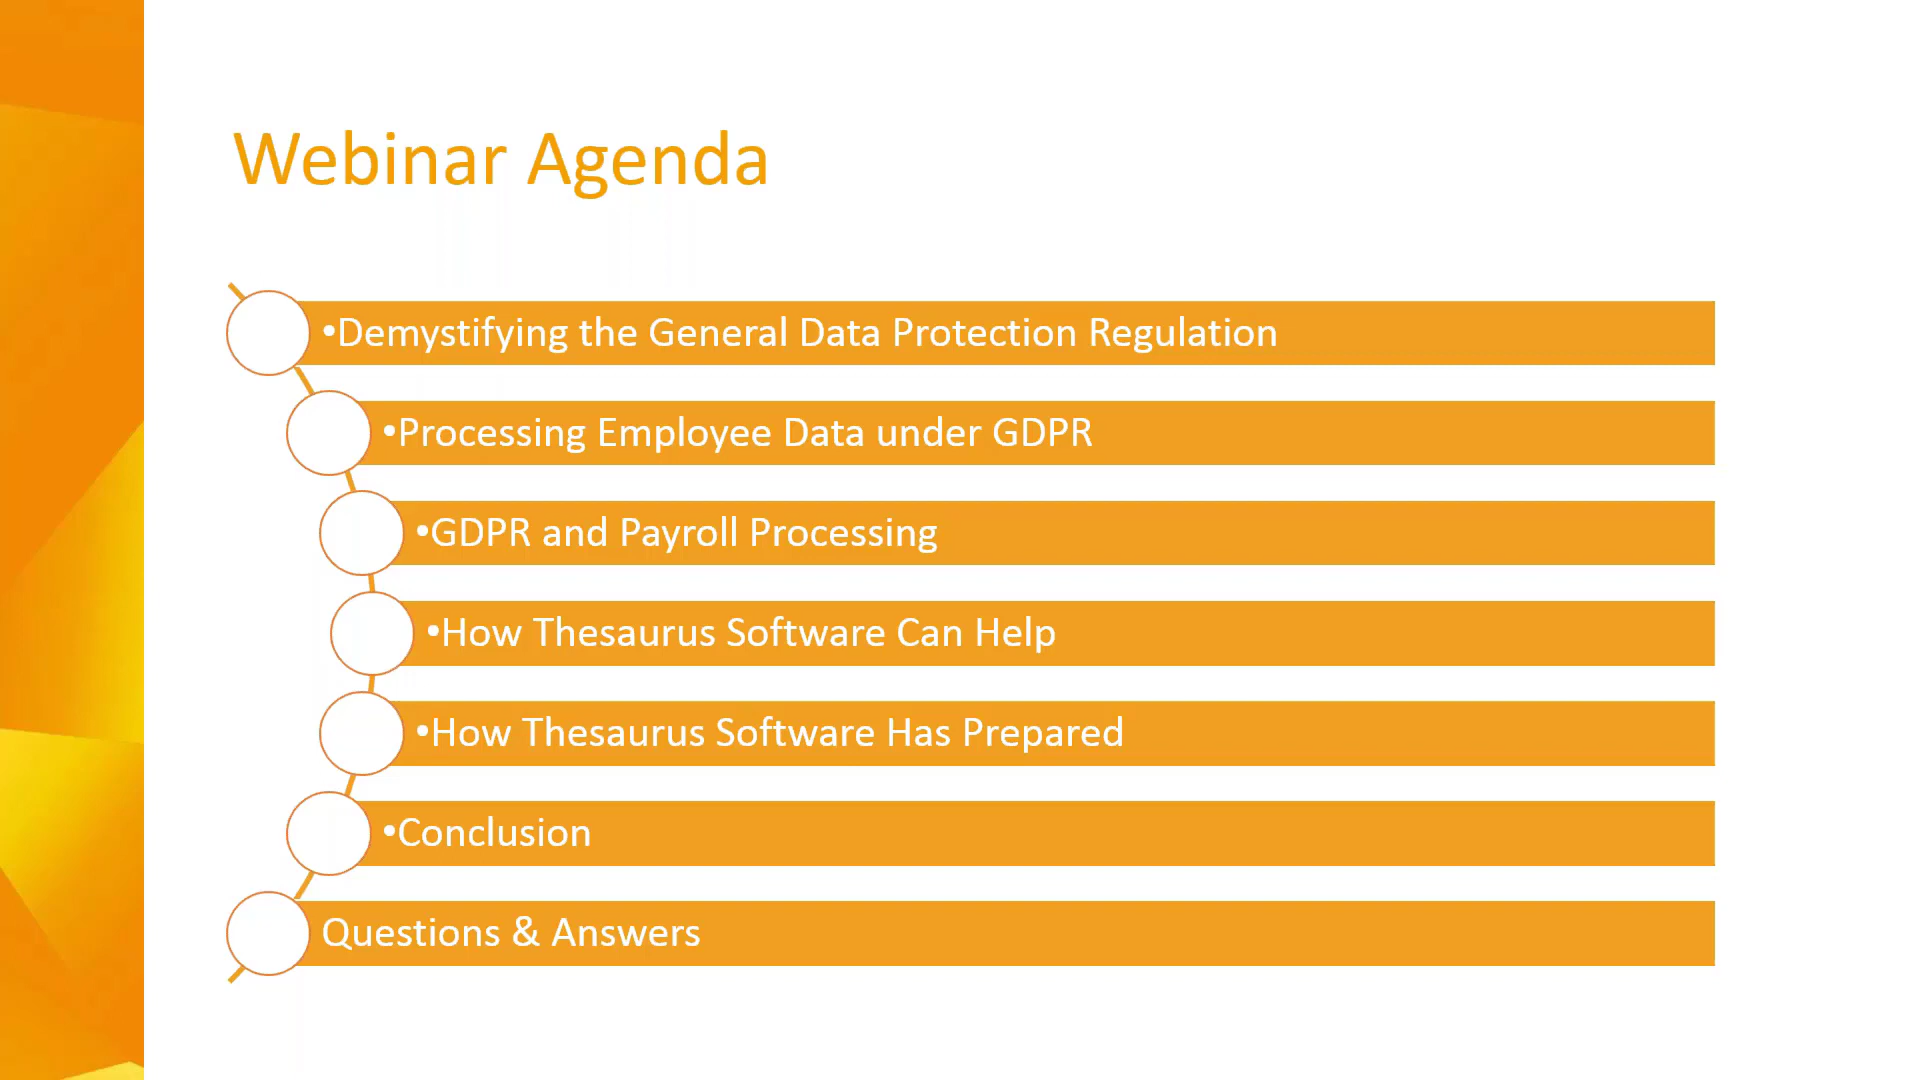 Webinar Agenda
•Demystifying the General Data Protection Regulation
•Processing Employee Data under GDPR
•GDPR and Payroll Processing
•How Thesaurus Software Can Help
•How Thesaurus Software Has Prepared
•Conclusion
Questions & Answers